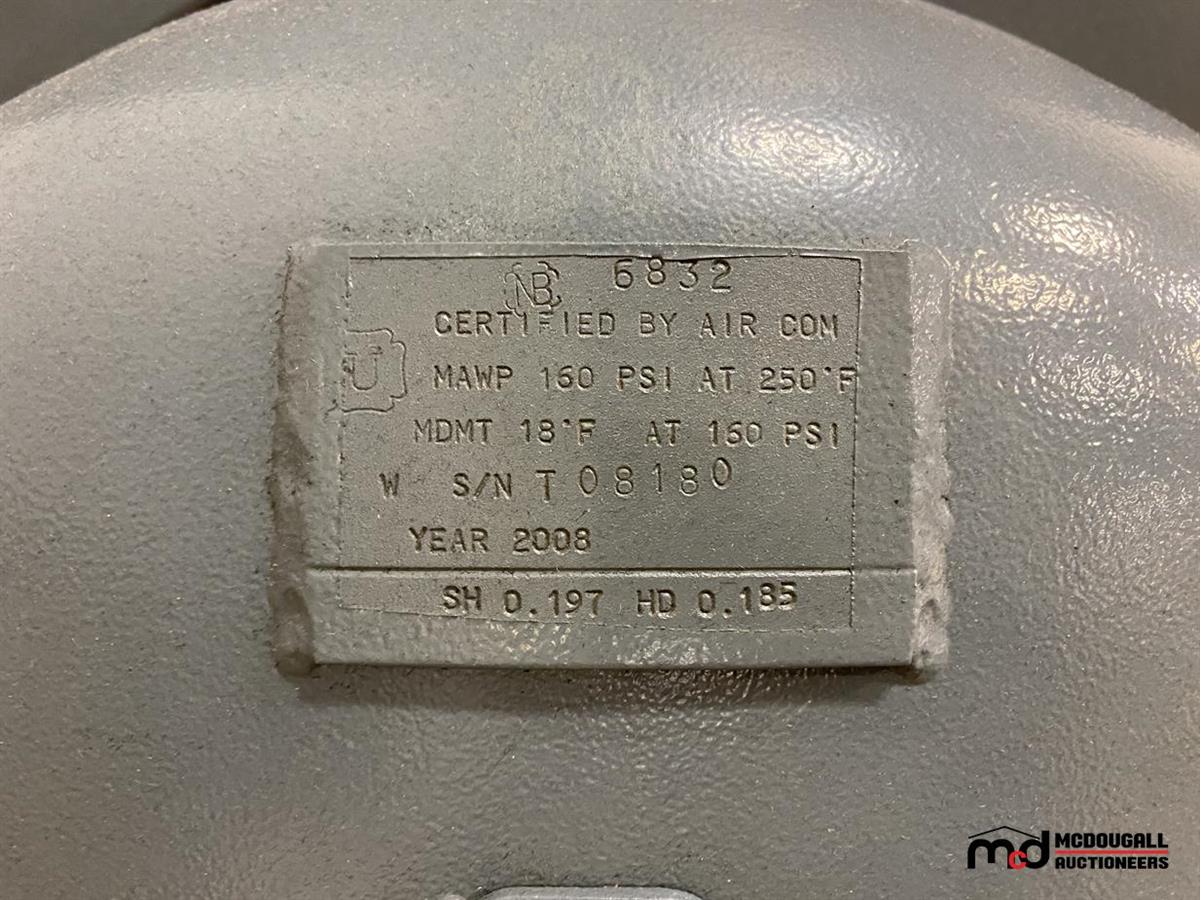 NB 6832
CERTIFIED BY AIR COM
U
MAWP 160 PSI AT 250°F
MDMT 18°F AT 160 PSI
W S/N T 08180
YEAR 2008
SH 0.197 HD 0.185
mcd MCDOUGALL
AUCTIONEERS